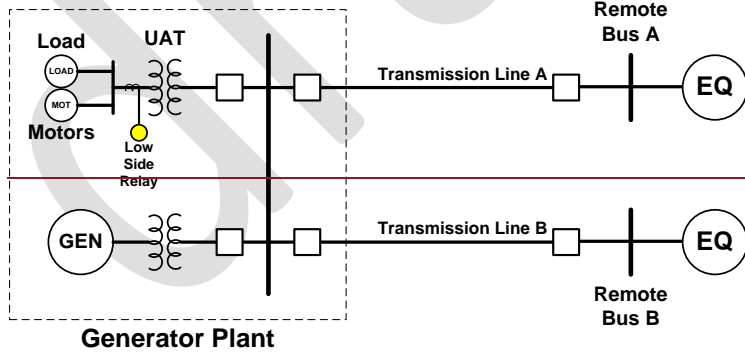 Remote
Bus A
Load
UAT
LOAD
Transmission Line A
EQ
MOT
Motors
Low
Side
Relay
GEN
Transmission Line B
EQ
Remote
Bus B
Generator Plant